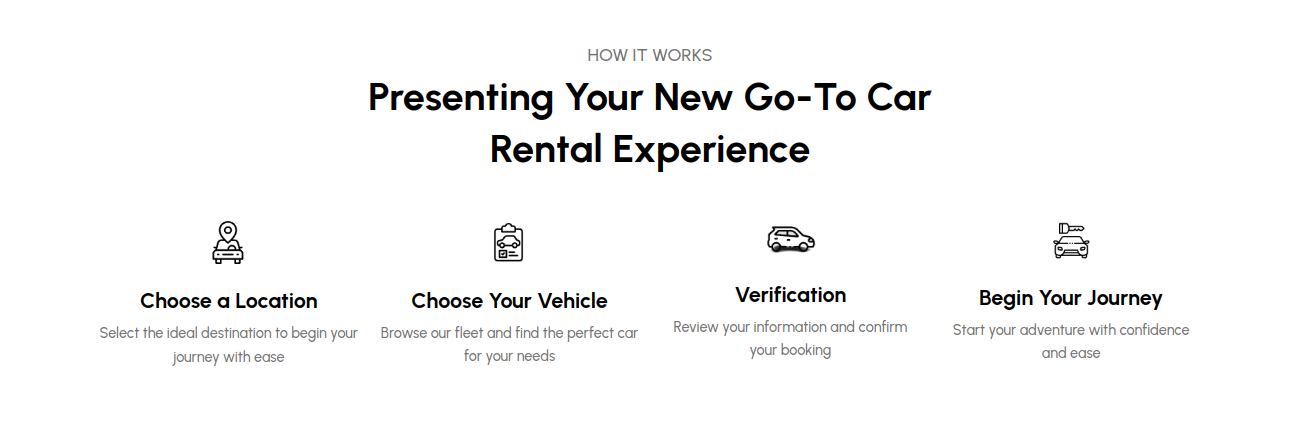 HOW IT WORKS
Presenting Your New Go-To Car
Rental Experience
Choose a Location
Select the ideal destination to begin your
journey with ease
Choose Your Vehicle
Browse our fleet and find the perfect car
for your needs
Verification
Review your information and confirm
your booking
Begin Your Journey
Start your adventure with confidence
and ease